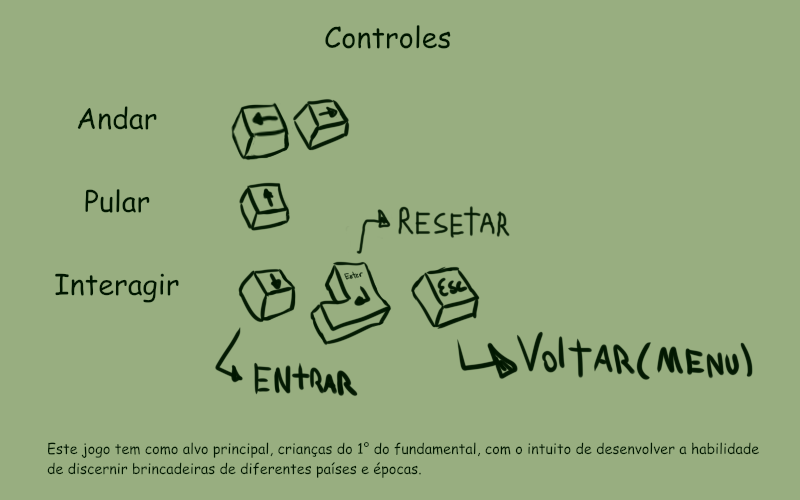 Controles
Andar
Pular
RESETAR
Interagir
Enter
Esc
ENTRAR
VOLTAR(MENU)
Este jogo tem como alvo principal, crianças do 1° do fundamental, com o intuito de desenvolver a habilidade
de discernir brincadeiras de diferentes países e épocas.